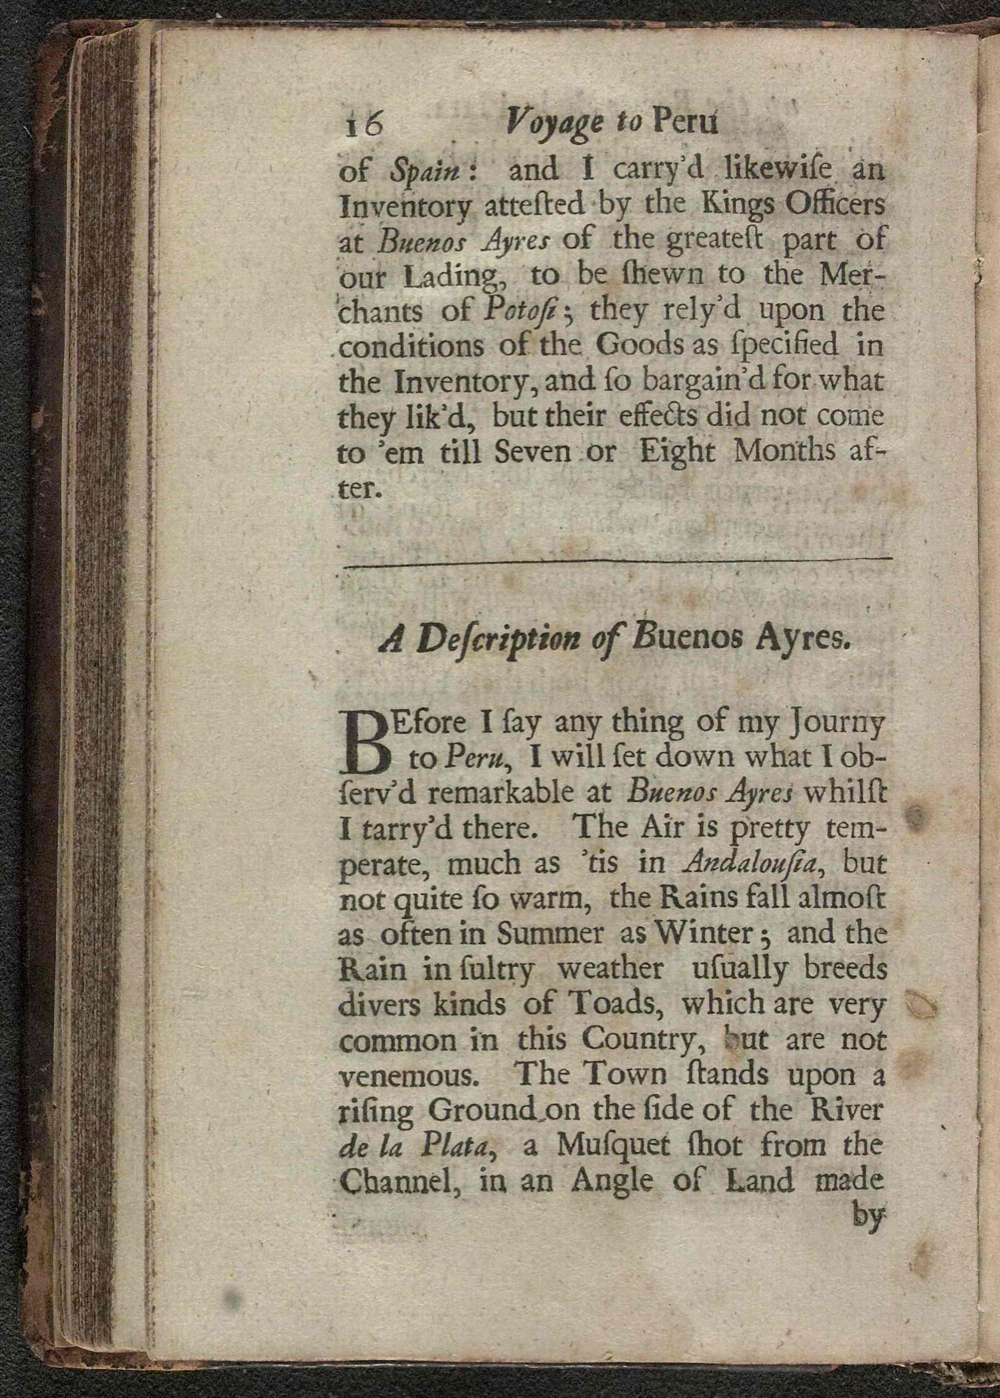 16 Voyage to Peru
of Spain: and I carry'd likewiſe an
Inventory atteſted by the Kings Officers
at Buenos Ayres of the greateſt part of
our Lading, to be ſhewn to the Mer-
chants of Potoſi; they rely'd upon the
conditions of the Goods as ſpecified in
the Inventory, and ſo bargain'd for what
they lik'd, but their effects did not come
to 'em till Seven or Eight Months af-
ter.
A Deſcription of Buenos Ayres.
BEfore I ſay any thing of my Journy
to Peru, I will ſet down what I ob-
ſerv'd remarkable at Buenos Ayres whilſt
I tarry'd there. The Air is pretty tem-
perate, much as 'tis in Andalouſia, but
not quite ſo warm, the Rains fall almoſt
as often in Summer as Winter; and the
Rain in ſultry weather uſually breeds
divers kinds of Toads, which are very
common in this Country, but are not
venemous. The Town ſtands upon a
riſing Ground on the ſide of the River
de la Plata, a Muſquet ſhot from the
Channel, in an Angle of Land made
by